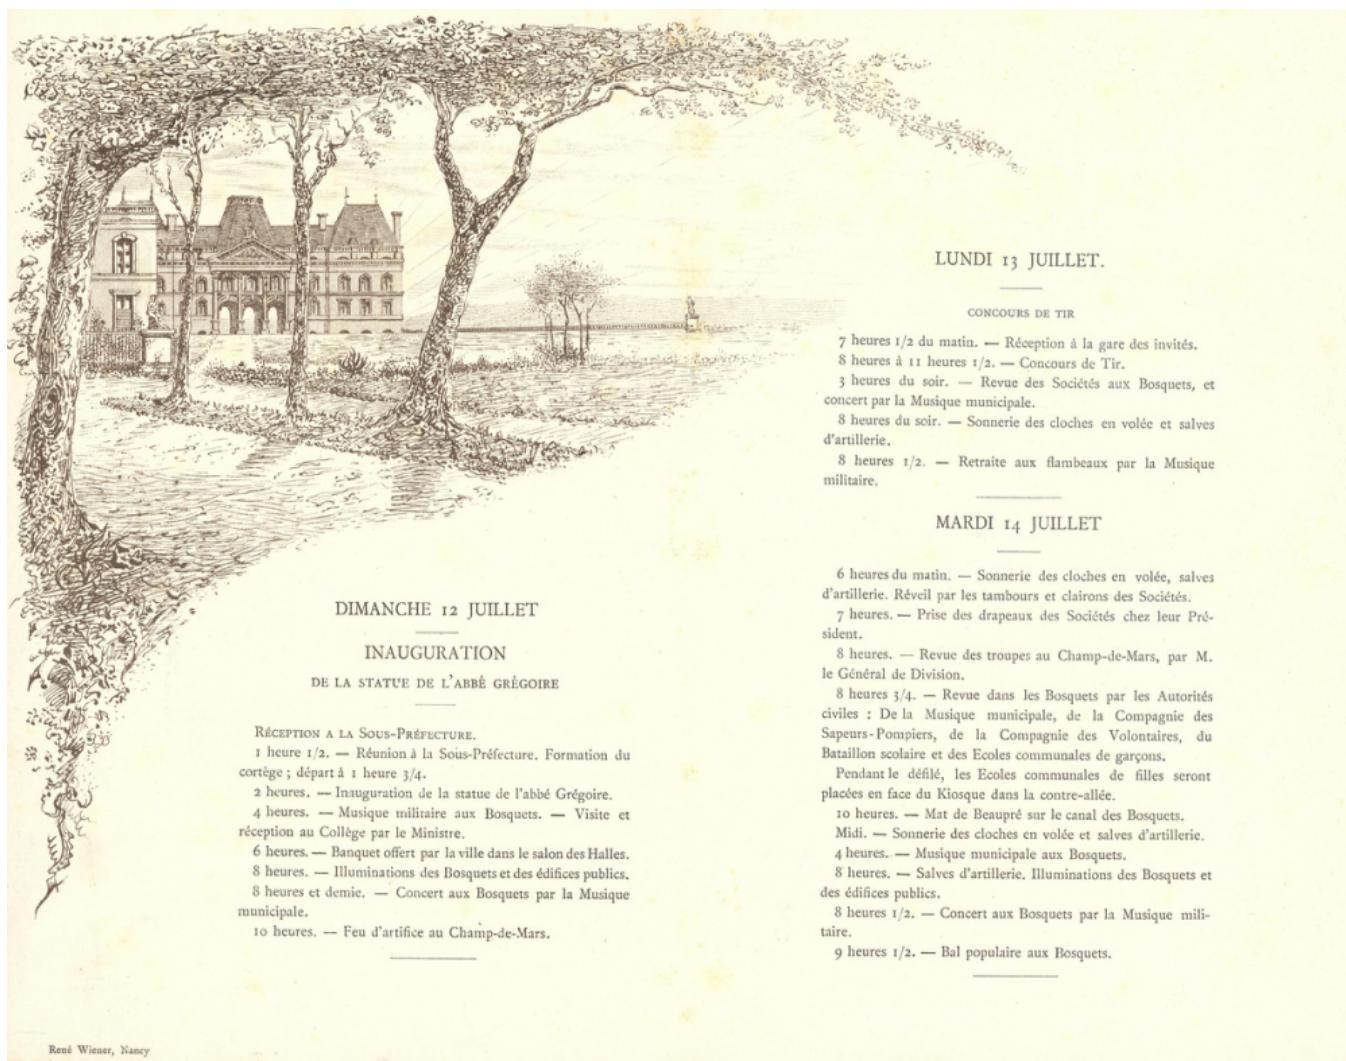 DIMANCHE 12 JUILLET
INAUGURATION
DE LA STATUE DE L'ABBÉ GRÉGOIRE
RÉCEPTION A LA SOUS-PRÉFECTURE.
1 heure 1/2. — Réunion à la Sous-Préfecture. Formation du
cortège ; départ à 1 heure 3/4.
2 heures. — Inauguration de la statue de l'abbé Grégoire.
4 heures. — Musique militaire aux Bosquets. — Visite et
réception au Collège par le Ministre.
6 heures. — Banquet offert par la ville dans le salon des Halles.
8 heures. — Illuminations des Bosquets et des édifices publics.
8 heures et demie. — Concert aux Bosquets par la Musique
municipale.
10 heures. — Feu d'artifice au Champ-de-Mars.
René Wiener, Nancy
LUNDI 13 JUILLET.
CONCOURS DE TIR
7 heures 1/2 du matin. — Réception à la gare des invités.
8 heures à 11 heures 1/2. — Concours de Tir.
3 heures du soir. — Revue des Sociétés aux Bosquets, et
concert par la Musique municipale.
8 heures du soir. — Sonnerie des cloches en volée et salves
d'artillerie.
8 heures 1/2. — Retraite aux flambeaux par la Musique
militaire.
MARDI 14 JUILLET
6 heures du matin. — Sonnerie des cloches en volée, salves
d'artillerie. Réveil par les tambours et clairons des Sociétés.
7 heures. — Prise des drapeaux des Sociétés chez leur Pré-
sident.
8 heures. — Revue des troupes au Champ-de-Mars, par M.
le Général de Division.
8 heures 3/4. — Revue dans les Bosquets par les Autorités
civiles : De la Musique municipale, de la Compagnie des
Sapeurs-Pompiers, de la Compagnie des Volontaires, du
Bataillon scolaire et des Ecoles communales de garçons.
Pendant le défilé, les Ecoles communales de filles seront
placées en face du Kiosque dans la contre-allée.
10 heures. — Mat de Beaupré sur le canal des Bosquets.
Midi. — Sonnerie des cloches en volée et salves d'artillerie.
4 heures. — Musique municipale aux Bosquets.
8 heures. — Salves d'artillerie. Illuminations des Bosquets et
des édifices publics.
8 heures 1/2. — Concert aux Bosquets par la Musique mili-
taire.
9 heures 1/2. — Bal populaire aux Bosquets.